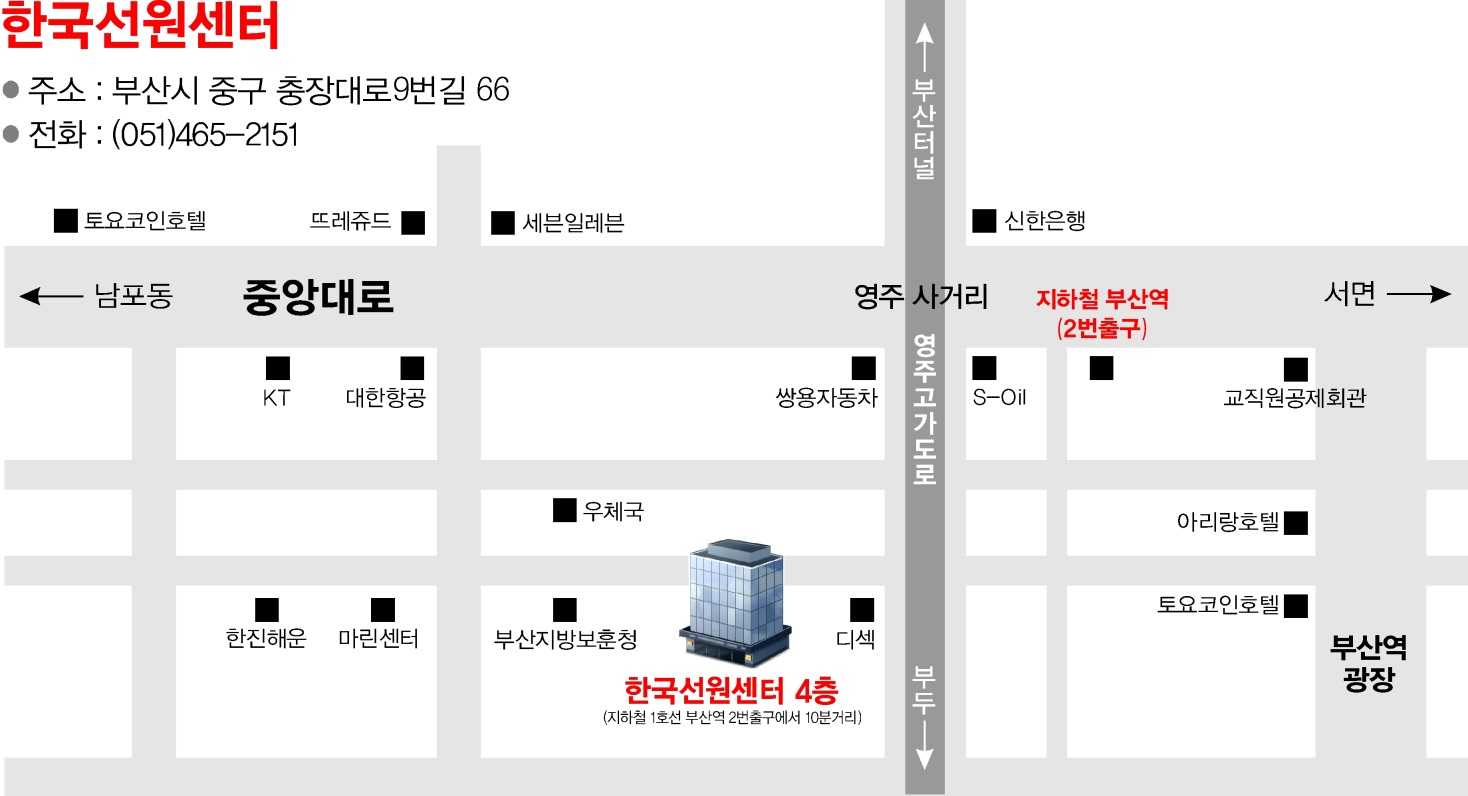 한국선원센터
● 주소 : 부산시 중구 충장대로9번길 66
● 전화 : (051)465-2151
부산터널
토요코인호텔
뜨레쥬드
세븐일레븐
신한은행
남포동
중앙대로
영주 사거리
지하철 부산역
(2번출구)
서면
영주고가도로
KT
대한항공
쌍용자동차
S-Oil
교직원공제회관
우체국
아리랑호텔
한진해운
마린센터
부산지방보훈청
디섹
토요코인호텔
부산역
광장
한국선원센터 4층
(지하철 1호선 부산역 2번출구에서 10분거리)
부두